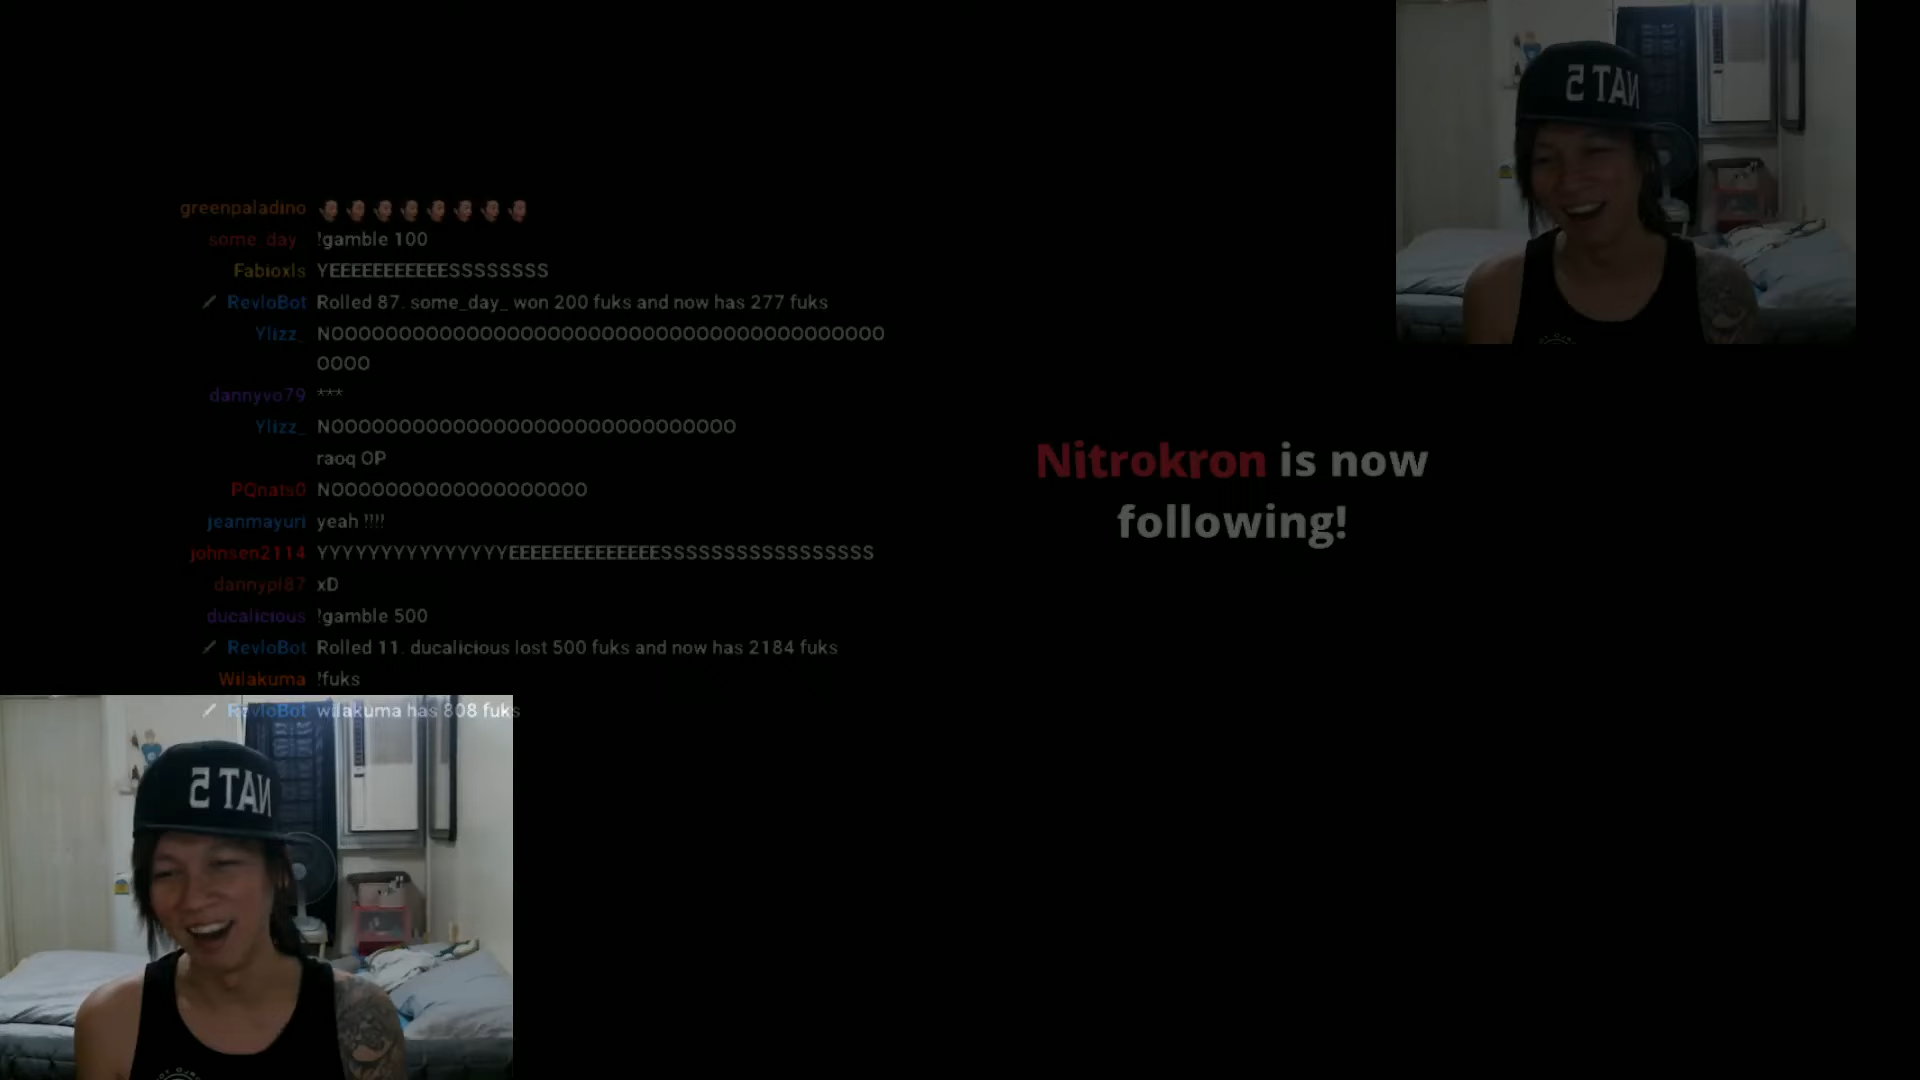 greenpaladino
some_day_ !gamble 100
Fabioxls YEEEEEEEEEEESSSSSSSS
RevloBot Rolled 87. some_day_ won 200 fuks and now has 277 fuks
Ylizz_ NOOOOOOOOOOOOOOOOOOOOOOOOOOOOOOOOOOOOOOOOO
OOOO
dannyvo79 ***
Ylizz_ NOOOOOOOOOOOOOOOOOOOOOOOOOOOOOO
raoq OP
PQnats0 NOOOOOOOOOOOOOOOOOOO
jeanmayuri yeah !!!!
johnsen2114 YYYYYYYYYYYYYYYEEEEEEEEEEEEEESSSSSSSSSSSSSSSSS
dannypl87 xD
ducalicious !gamble 500
RevloBot Rolled 11. ducalicious lost 500 fuks and now has 2184 fuks
Wilakuma !fuks
RevloBot wilakuma has 808 fuks
Nitrokron is now
following!
NAT 5
NAT 5